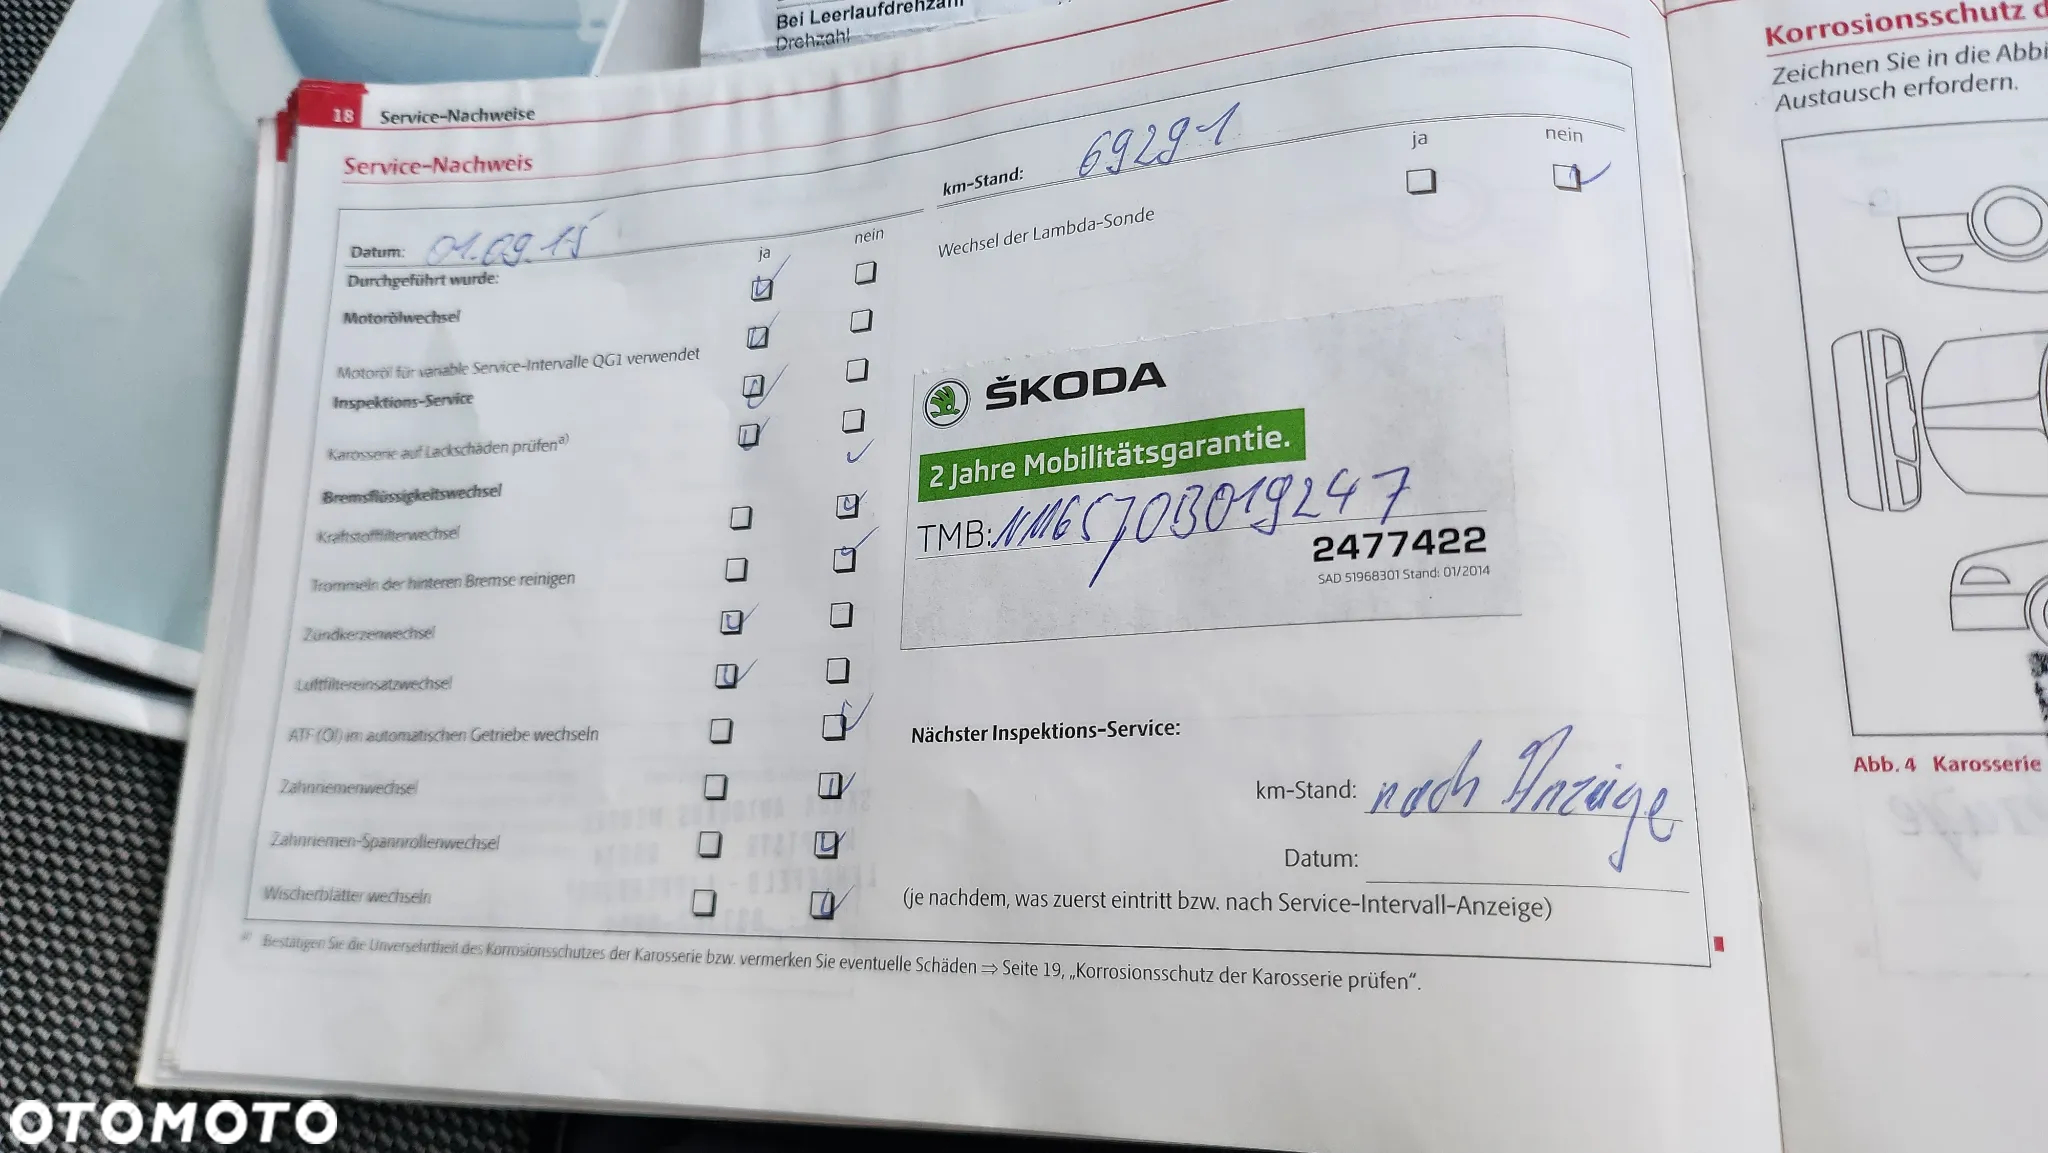 Bei Leerlaufdrehzahl
Drehzahl
18 Service-Nachweise
Service-Nachweis
Datum: 01.09.15
ja nein
Durchgeführt wurde:
Motorölwechsel
Motoröl für variable Service-Intervalle QG1 verwendet
Inspektions-Service
Karosserie auf Lackschäden prüfen a)
Bremsflüssigkeitswechsel
Kraftstofffilterwechsel
Trommeln der hinteren Bremse reinigen
Zündkerzenwechsel
Luftfiltereinsatzwechsel
ATF (Öl) im automatischen Getriebe wechseln
Zahnriemenwechsel
Zahnriemen-Spannrollenwechsel
Wischerblätter wechseln
km-Stand: 69291
ja nein
Wechsel der Lambda-Sonde
ŠKODA
2 Jahre Mobilitätsgarantie.
TMB: NM65J0B019247
2477422
SAD 51968301 Stand: 01/2014
Nächster Inspektions-Service:
km-Stand: nach Anzeige
Datum:
(je nachdem, was zuerst eintritt bzw. nach Service-Intervall-Anzeige)
a) Bestätigen Sie die Unversehrtheit des Korrosionsschutzes der Karosserie bzw. vermerken Sie eventuelle Schäden ⇒ Seite 19, „Korrosionsschutz der Karosserie prüfen“.
Korrosionsschutz d
Zeichnen Sie in die Abbi
Austausch erfordern.
Abb. 4 Karosserie
OTOMOTO